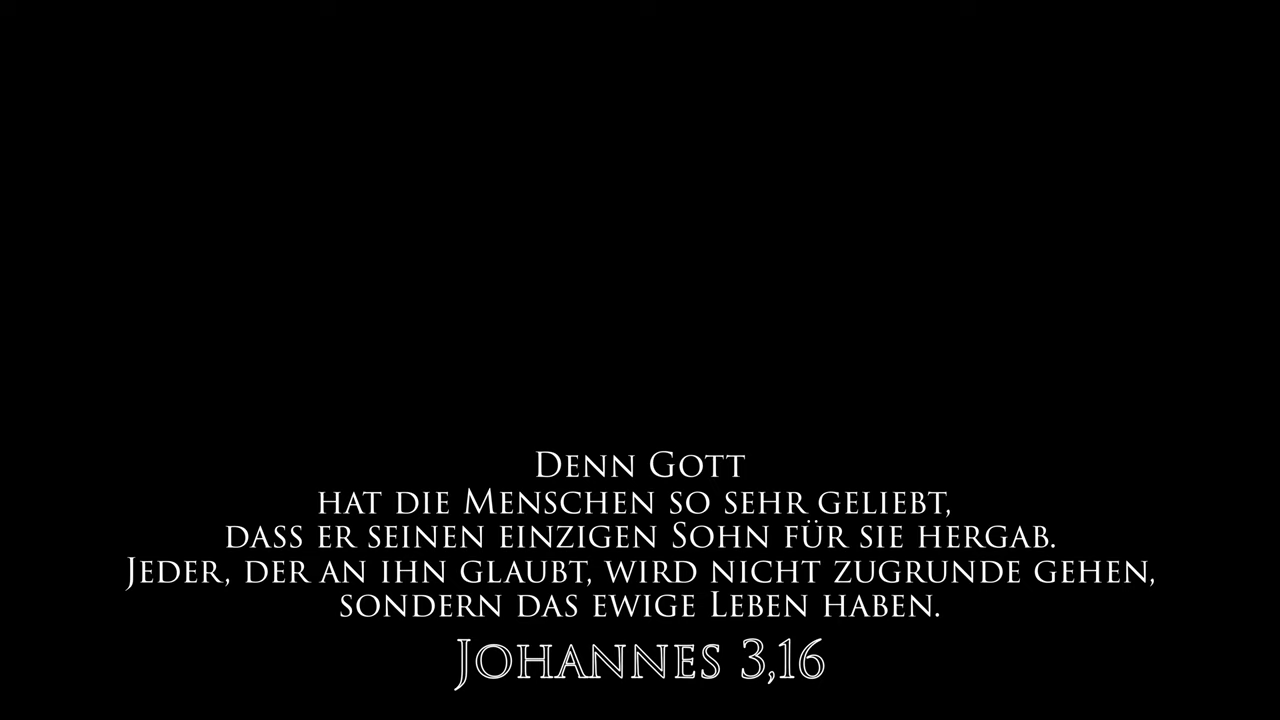 Denn Gott
hat die Menschen so sehr geliebt,
dass er seinen einzigen Sohn für sie hergab.
Jeder, der an ihn glaubt, wird nicht zugrunde gehen,
sondern das ewige Leben haben.
Johannes 3,16